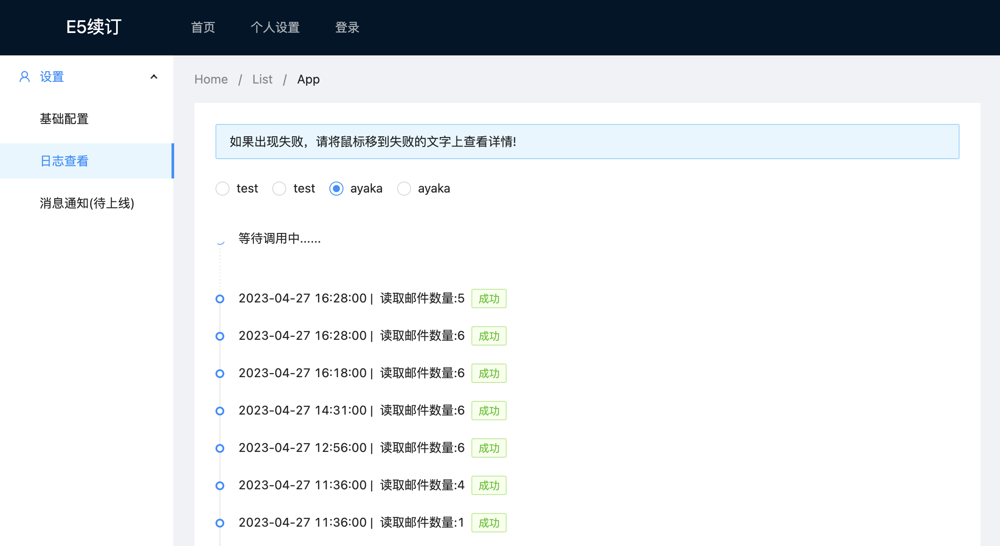 E5续订 首页 个人设置 登录
设置
基础配置
日志查看
消息通知(待上线)
Home / List / App
如果出现失败，请将鼠标移到失败的文字上查看详情!
test test ayaka ayaka
等待调用中......
2023-04-27 16:28:00 | 读取邮件数量:5 成功
2023-04-27 16:28:00 | 读取邮件数量:6 成功
2023-04-27 16:18:00 | 读取邮件数量:6 成功
2023-04-27 14:31:00 | 读取邮件数量:6 成功
2023-04-27 12:56:00 | 读取邮件数量:6 成功
2023-04-27 11:36:00 | 读取邮件数量:4 成功
2023-04-27 11:36:00 | 读取邮件数量:1 成功